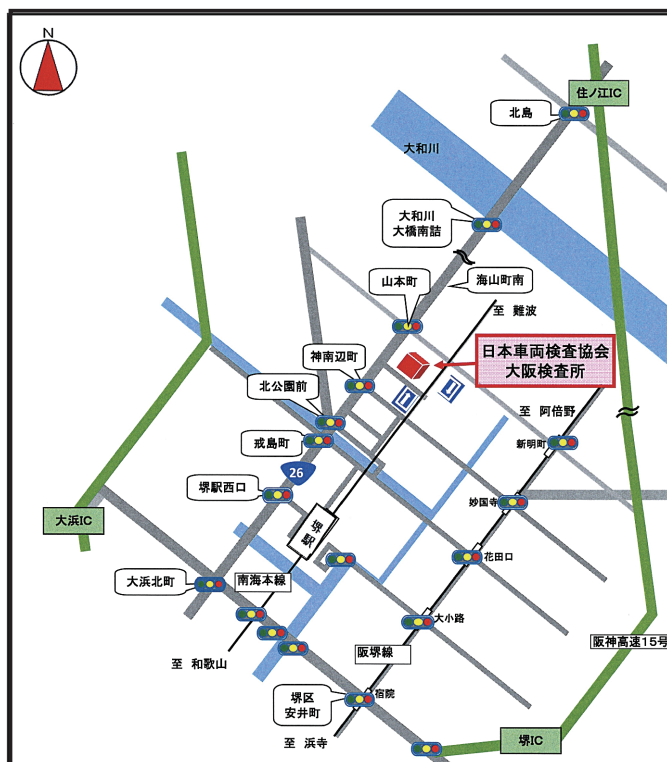 N
住ノ江IC
北島
大和川
大和川
大橋南詰
海山町南
山本町
至 難波
神南辺町
日本車両検査協会
大阪検査所
北公園前
至 阿倍野
戎島町
新明町
26
堺駅西口
妙国寺
大浜IC
堺駅
花田口
大浜北町
南海本線
大小路
阪神高速15号
至 和歌山
阪堺線
堺区
安井町
宿院
至 浜寺
堺IC